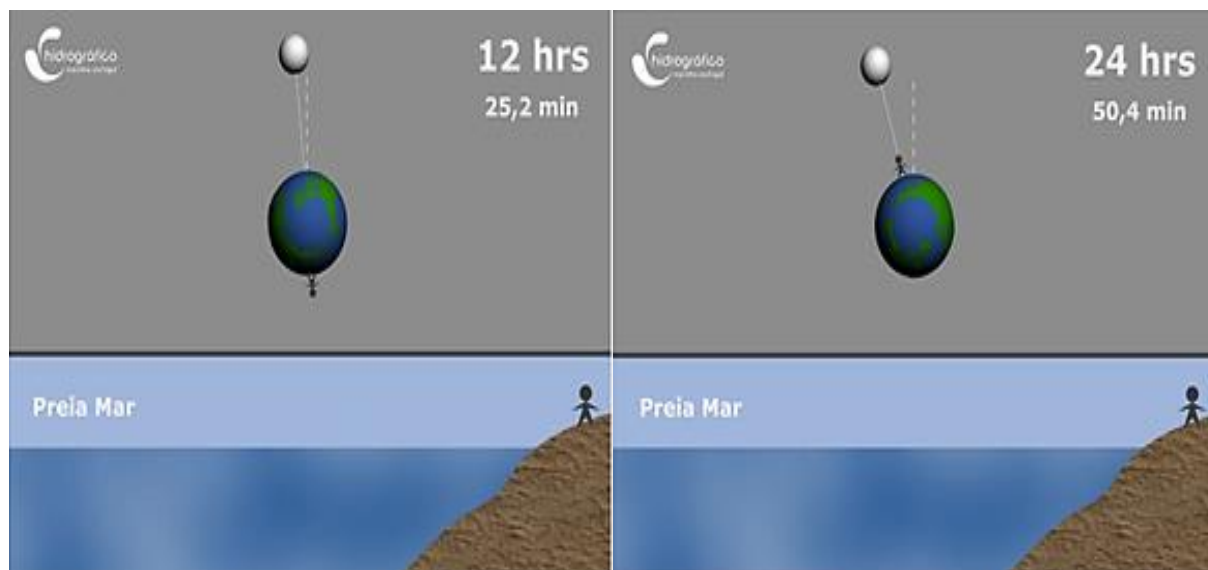 hidrográfico
12 hrs
25,2 min
Preia Mar
hidrográfico
24 hrs
50,4 min
Preia Mar